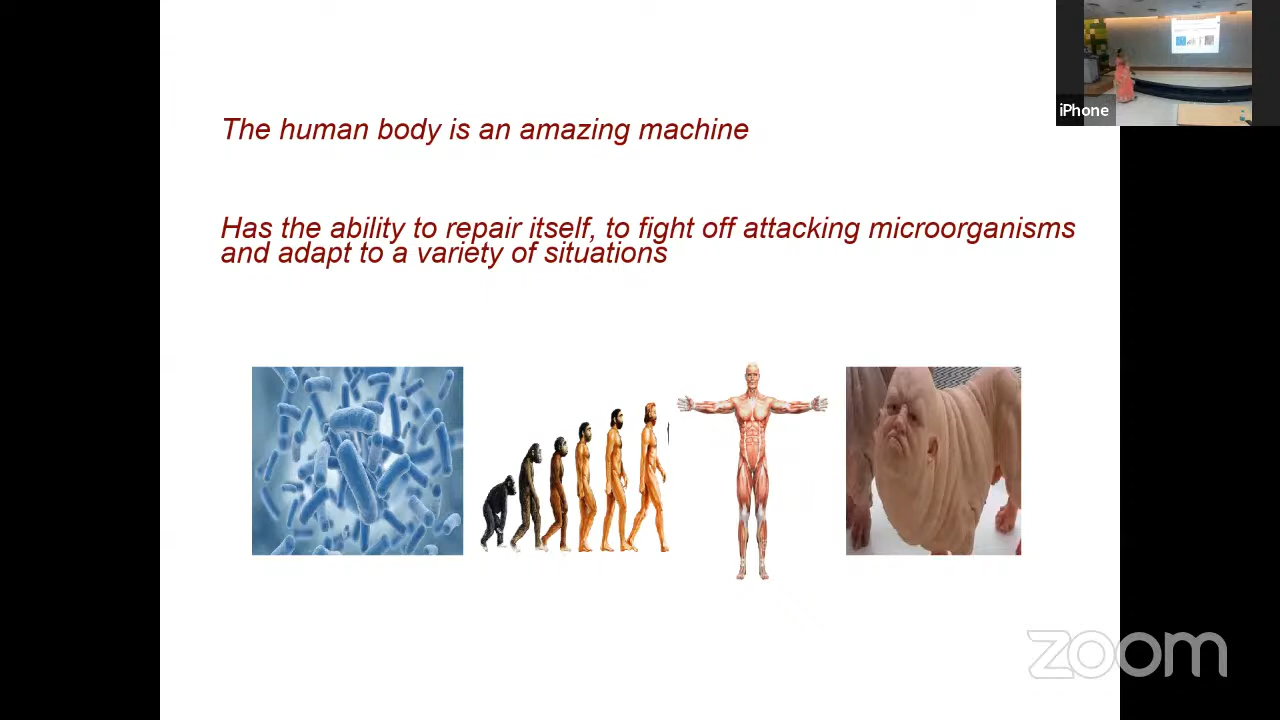 The human body is an amazing machine
Has the ability to repair itself, to fight off attacking microorganisms
and adapt to a variety of situations
iPhone
zoom